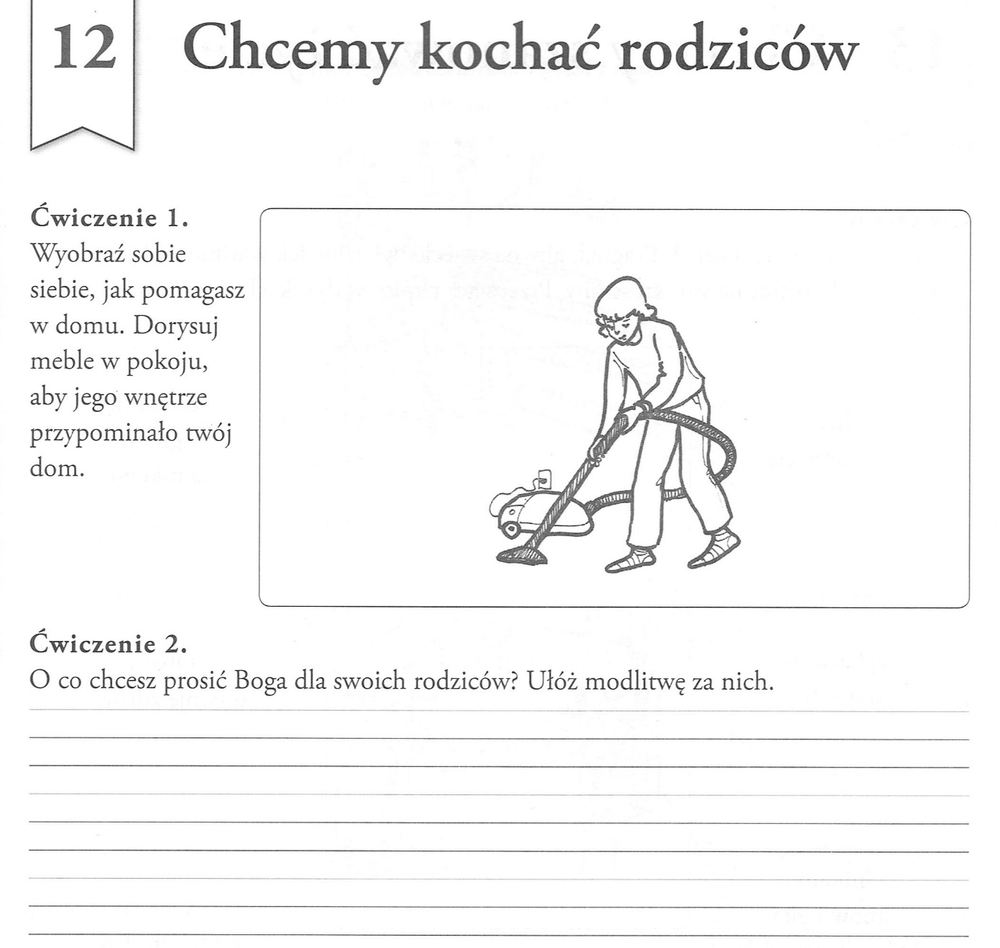 12
Chcemy kochać rodziców
Ćwiczenie 1.
Wyobraź sobie
siebie, jak pomagasz
w domu. Dorysuj
meble w pokoju,
aby jego wnętrze
przypominało twój
dom.
Ćwiczenie 2.
O co chcesz prosić Boga dla swoich rodziców? Ułóż modlitwę za nich.